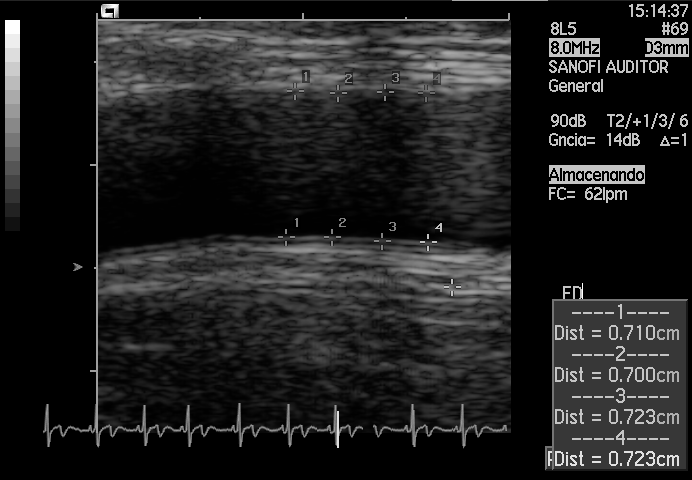 15:14:37
8L5 #69
8.0MHz D3mm
SANOFI AUDITOR
General
90dB T2/+1/3/ 6
Gncia= 14dB Δ=1
Almacenando
FC= 62lpm
1 2 3 4
1 2 3 4
FD
----1----
Dist = 0.710cm
----2----
Dist = 0.700cm
----3----
Dist = 0.723cm
----4----
Dist = 0.723cm